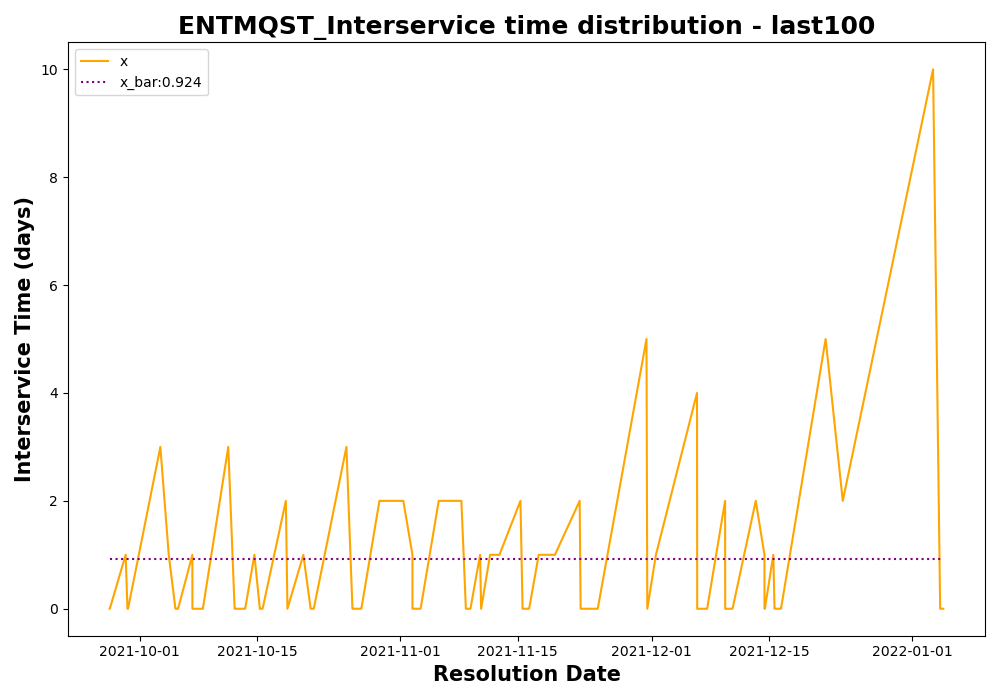 ENTMQST_Interservice time distribution - last100
x
x_bar:0.924
10
8
6
4
2
0
Interservice Time (days)
2021-10-01 2021-10-15 2021-11-01 2021-11-15 2021-12-01 2021-12-15 2022-01-01
Resolution Date